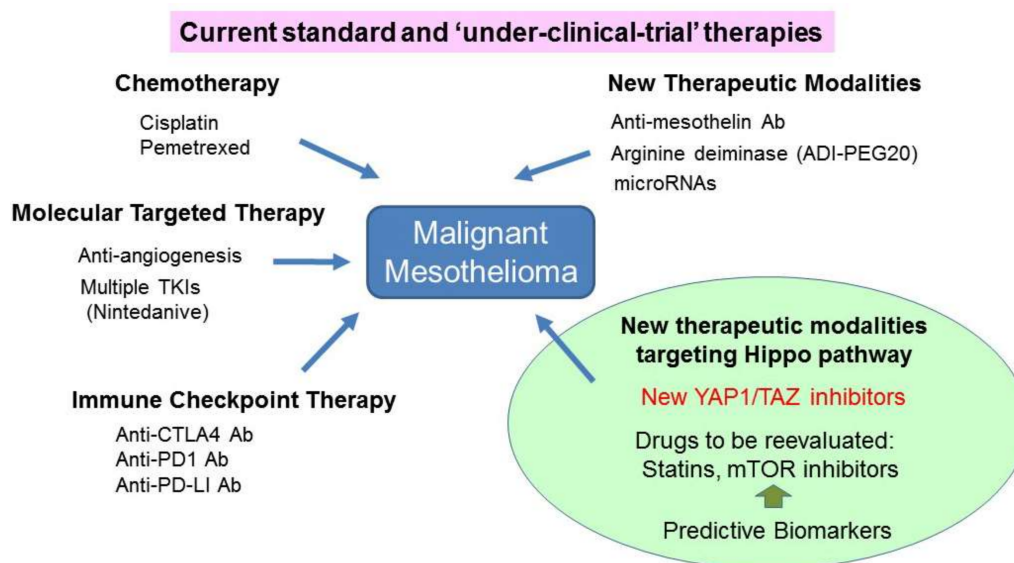 Current standard and ‘under-clinical-trial’ therapies
Chemotherapy
Cisplatin
Pemetrexed
New Therapeutic Modalities
Anti-mesothelin Ab
Arginine deiminase (ADI-PEG20)
microRNAs
Molecular Targeted Therapy
Anti-angiogenesis
Multiple TKIs
(Nintedanive)
Malignant
Mesothelioma
Immune Checkpoint Therapy
Anti-CTLA4 Ab
Anti-PD1 Ab
Anti-PD-LI Ab
New therapeutic modalities
targeting Hippo pathway
New YAP1/TAZ inhibitors
Drugs to be reevaluated:
Statins, mTOR inhibitors
Predictive Biomarkers